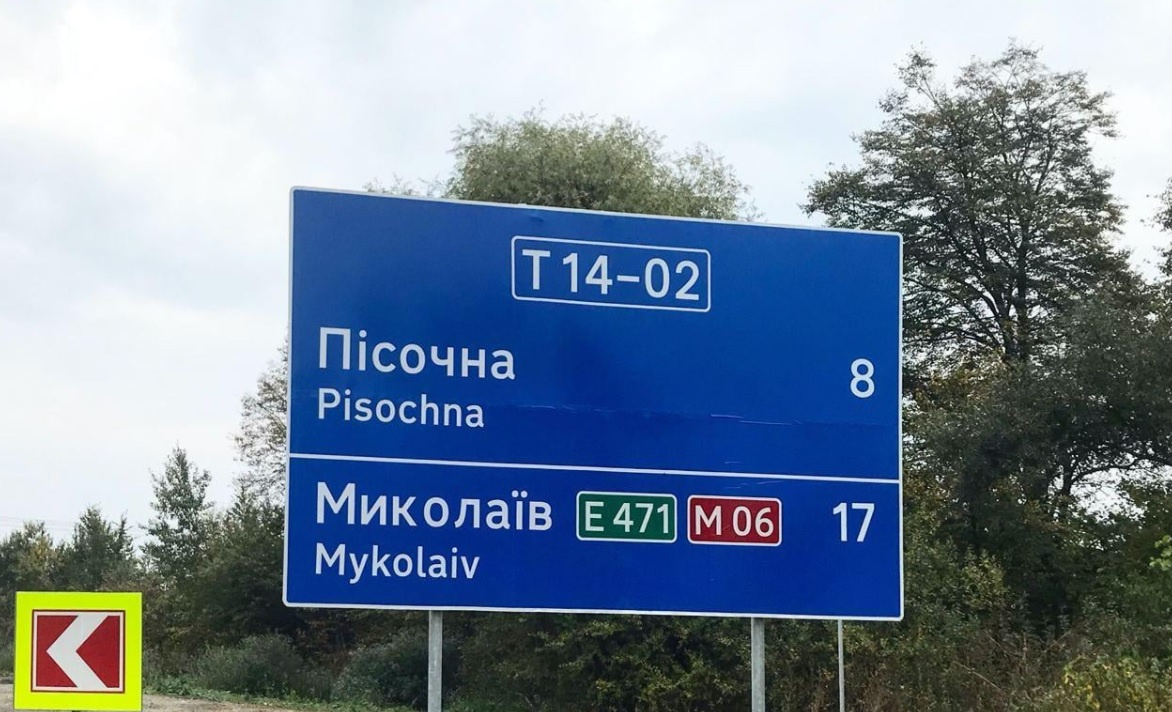 Т 14-02
Пісочна 8
Pisochna
Миколаїв E 471 M 06 17
Mykolaiv